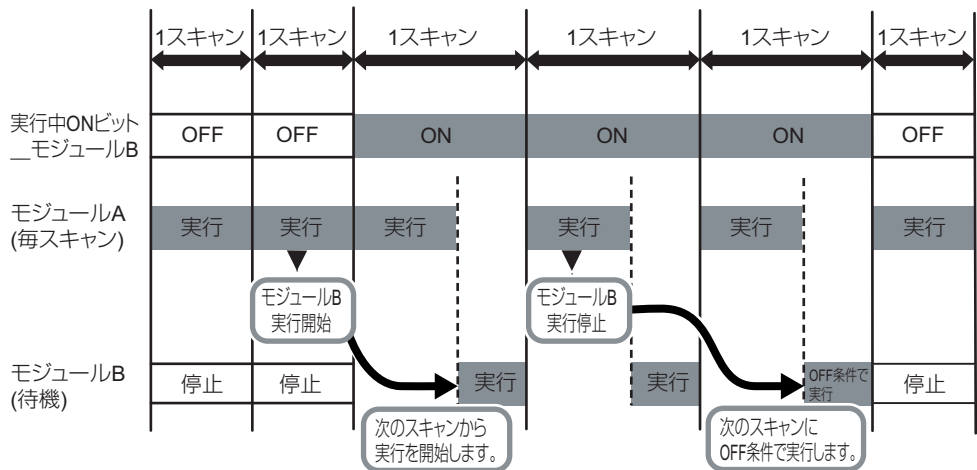 1スキャン 1スキャン 1スキャン 1スキャン 1スキャン 1スキャン
実行中ONビット
__モジュールB
OFF OFF ON ON ON OFF
モジュールA
(毎スキャン)
実行 実行 実行 実行 実行 実行
モジュールB
実行開始
モジュールB
実行停止
モジュールB
(待機)
停止 停止 実行 実行 OFF条件で
実行 停止
次のスキャンから
実行を開始します。
次のスキャンに
OFF条件で実行します。